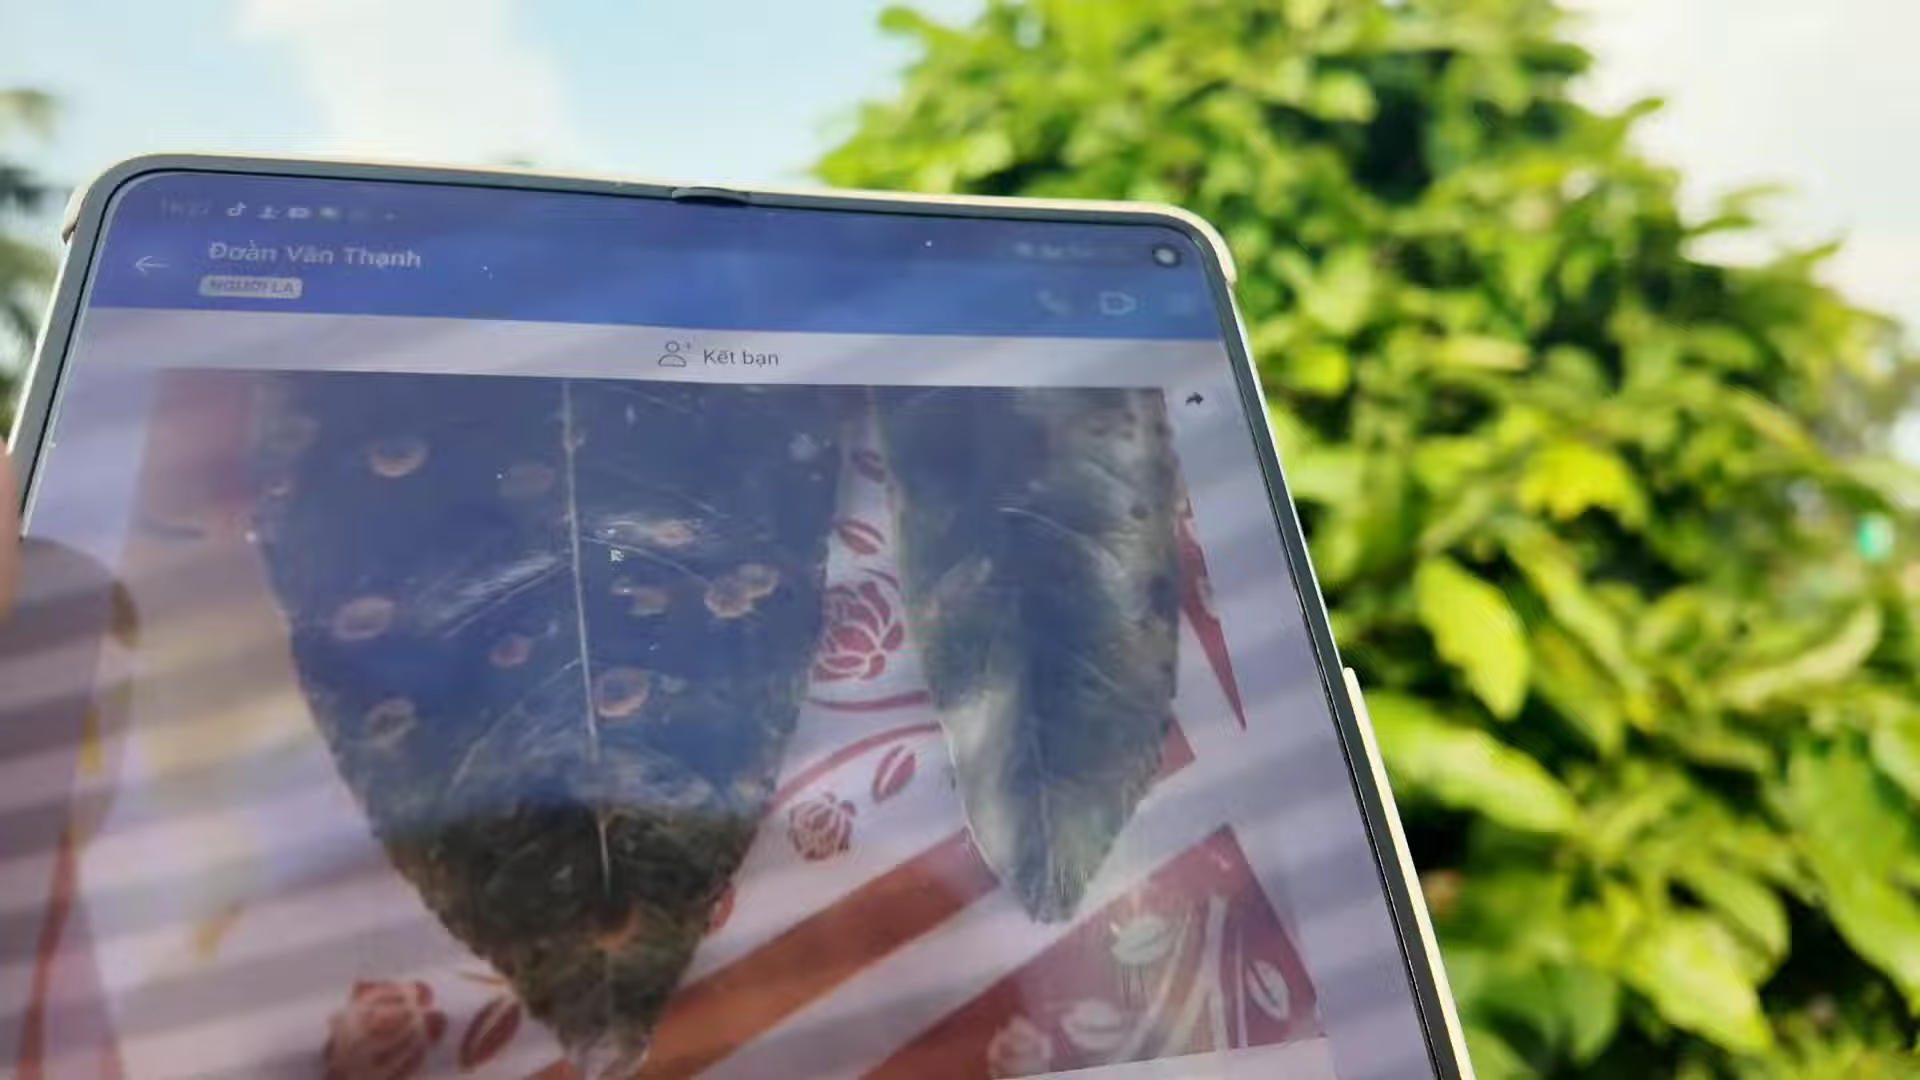 Đoàn Văn Thạnh
NGƯỜI LẠ
Kết bạn